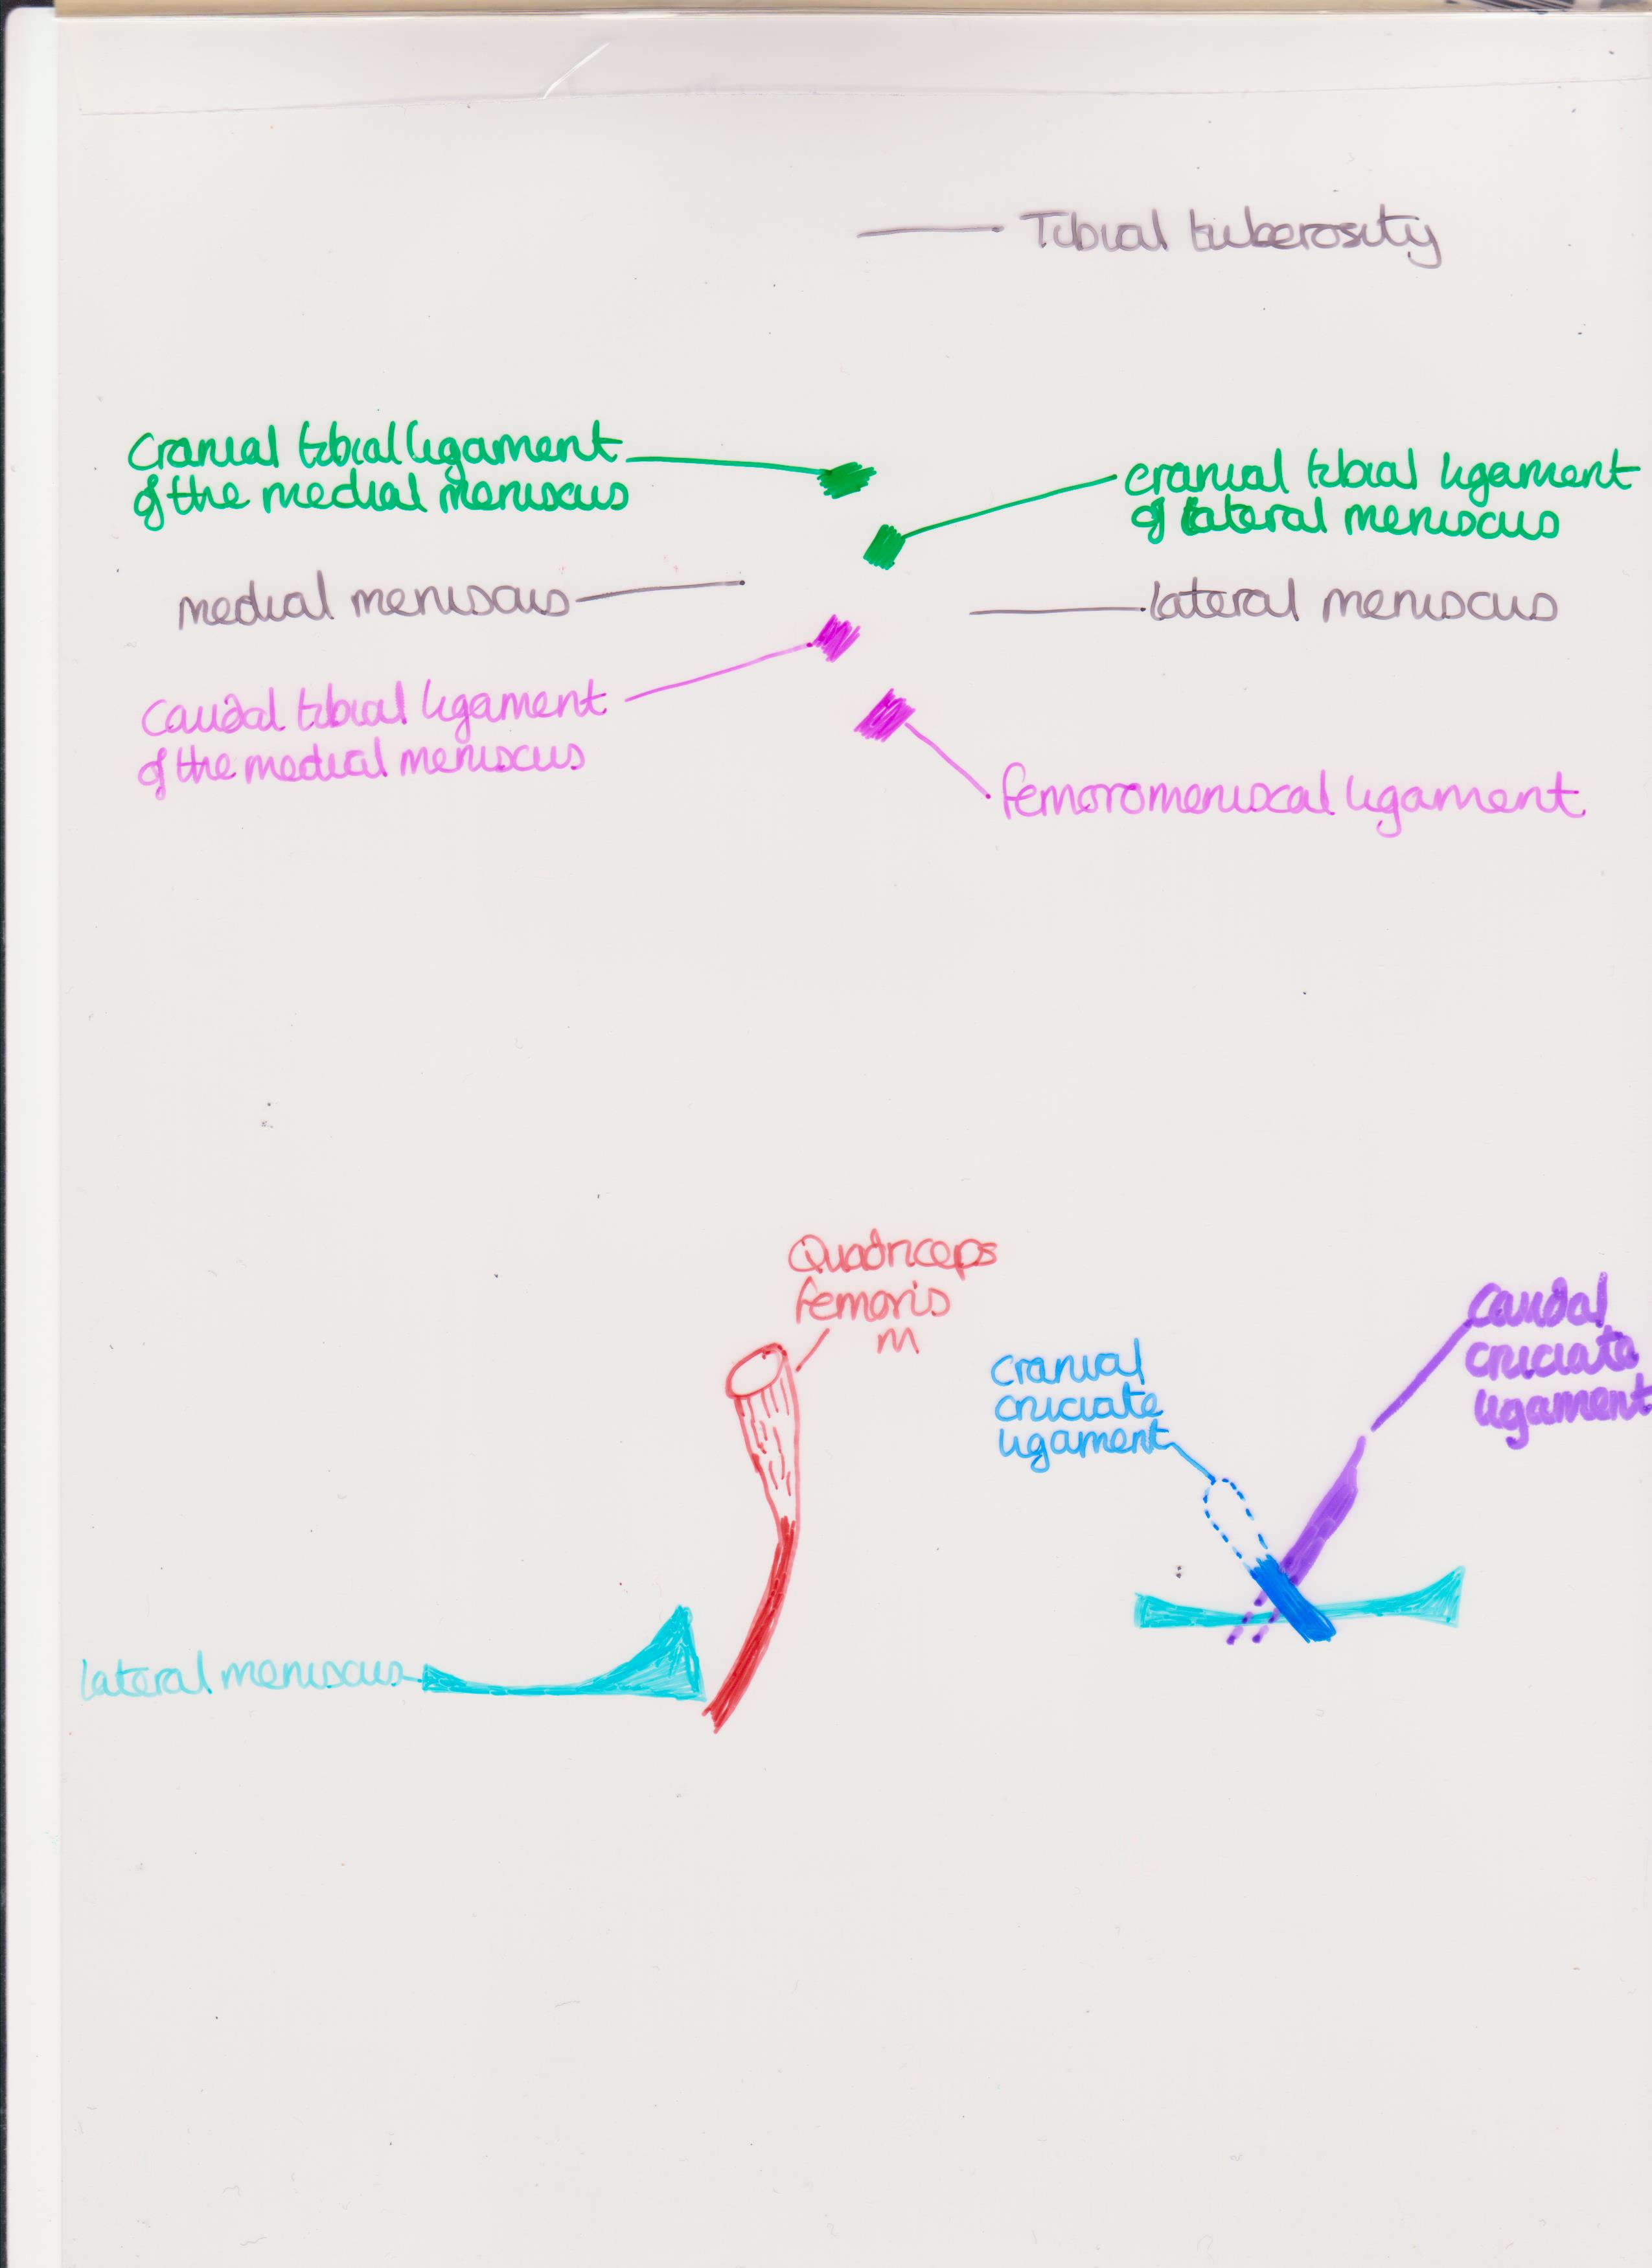 Tibial tuberosity
Cranial tibial ligament
of the medial meniscus
cranial tibial ligament
of lateral meniscus
medial meniscus
lateral meniscus
Caudal tibial ligament
of the medial meniscus
femoromeniscal ligament
Quadriceps
femoris
m
Cranial
cruciate
ligament
Caudal
cruciate
ligament
lateral meniscus